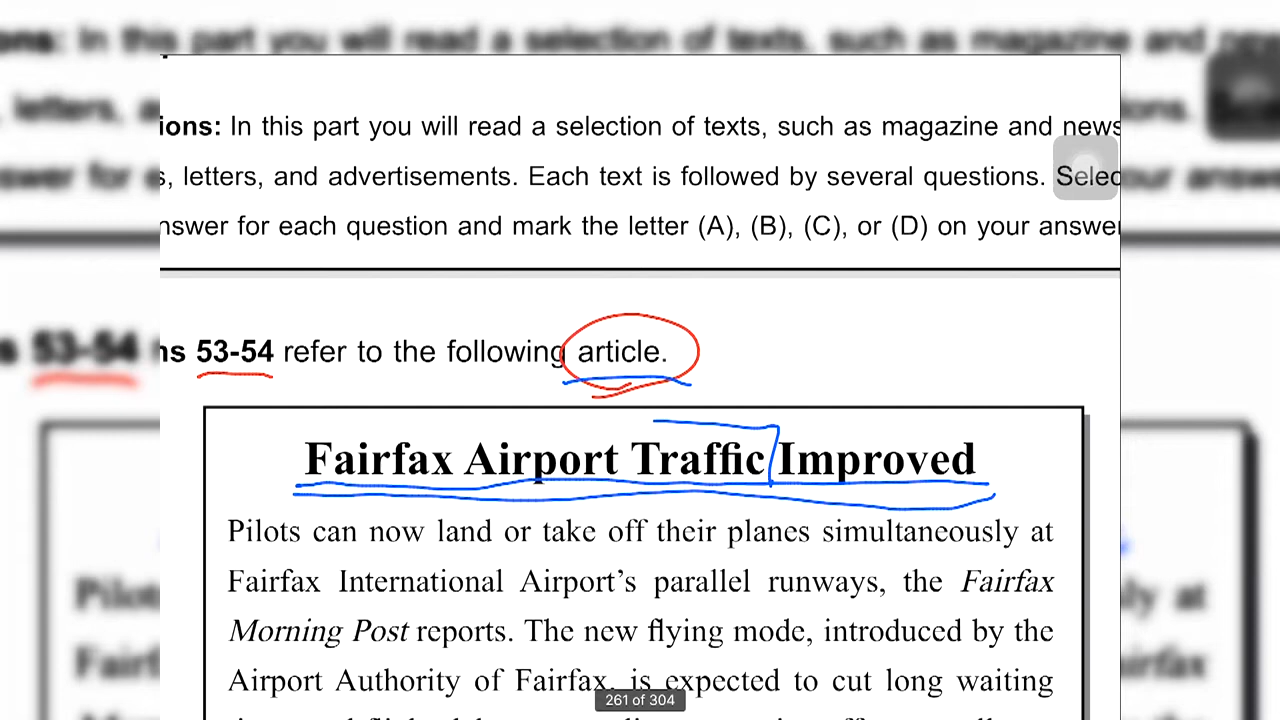 ions: In this part you will read a selection of texts, such as magazine and news
s, letters, and advertisements. Each text is followed by several questions. Selec
nswer for each question and mark the letter (A), (B), (C), or (D) on your answer
ns 53-54 refer to the following article.
Fairfax Airport Traffic Improved
Pilots can now land or take off their planes simultaneously at
Fairfax International Airport's parallel runways, the Fairfax
Morning Post reports. The new flying mode, introduced by the
Airport Authority of Fairfax, is expected to cut long waiting
261 of 304